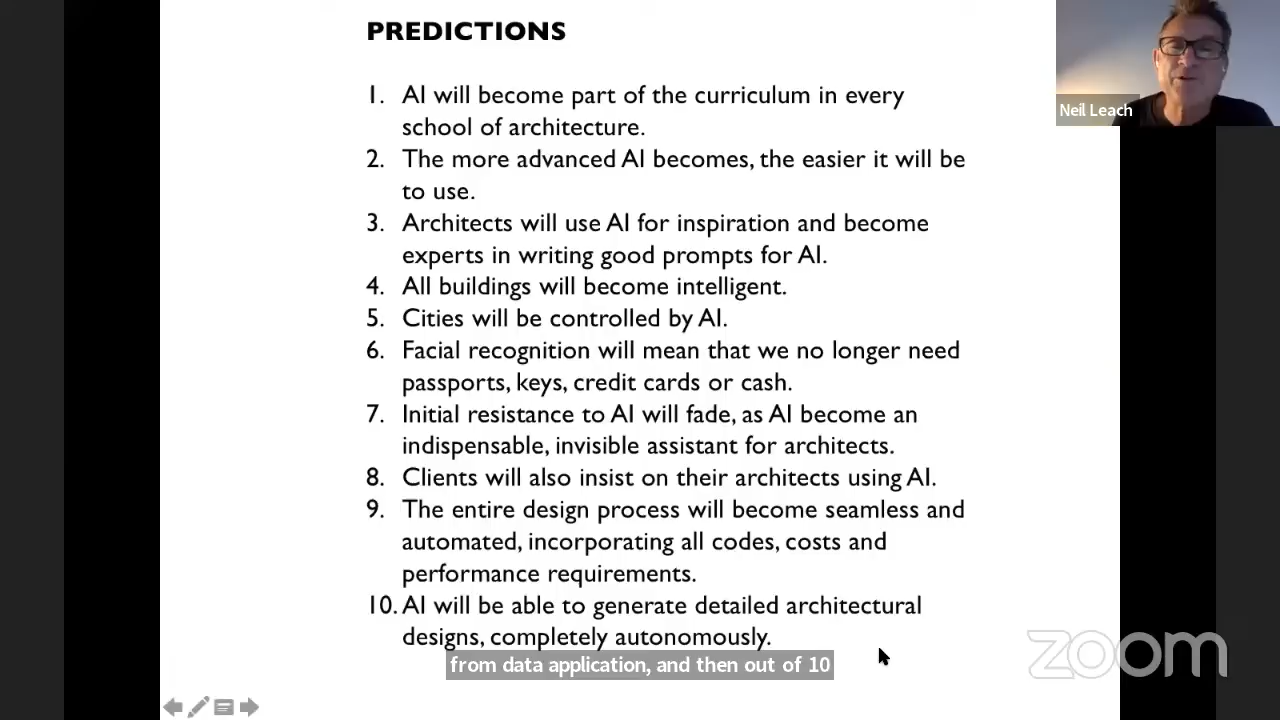 PREDICTIONS
1. AI will become part of the curriculum in every
school of architecture.
2. The more advanced AI becomes, the easier it will be
to use.
3. Architects will use AI for inspiration and become
experts in writing good prompts for AI.
4. All buildings will become intelligent.
5. Cities will be controlled by AI.
6. Facial recognition will mean that we no longer need
passports, keys, credit cards or cash.
7. Initial resistance to AI will fade, as AI become an
indispensable, invisible assistant for architects.
8. Clients will also insist on their architects using AI.
9. The entire design process will become seamless and
automated, incorporating all codes, costs and
performance requirements.
10. AI will be able to generate detailed architectural
designs, completely autonomously.
from data application, and then out of 10
Neil Leach
zoom